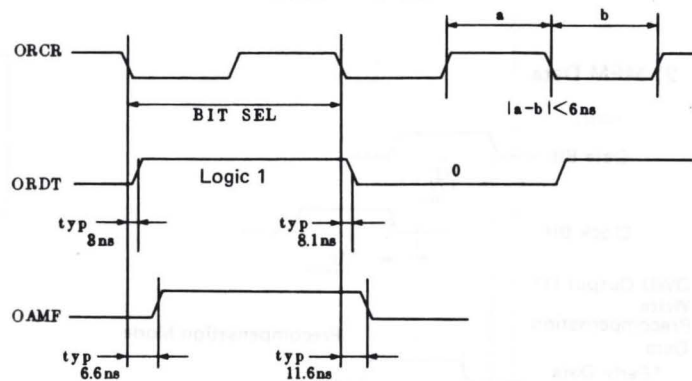 a b
ORCR
BIT SEL
|a-b|<6ns
ORDT
Logic 1
0
typ
8ns
typ
8.1ns
OAMF
typ
6.6ns
typ
11.6ns